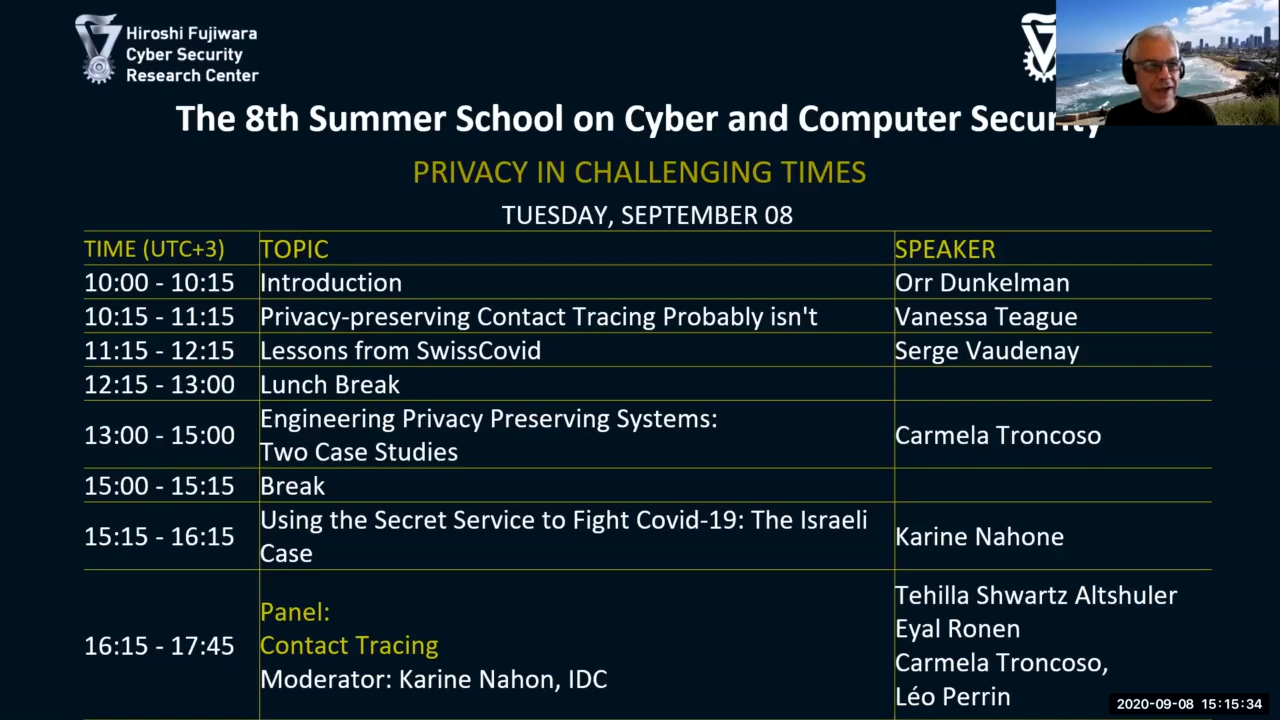 Hiroshi Fujiwara
Cyber Security
Research Center
The 8th Summer School on Cyber and Computer Security
PRIVACY IN CHALLENGING TIMES
TUESDAY, SEPTEMBER 08
TIME (UTC+3) TOPIC SPEAKER
10:00 - 10:15 Introduction Orr Dunkelman
10:15 - 11:15 Privacy-preserving Contact Tracing Probably isn't Vanessa Teague
11:15 - 12:15 Lessons from SwissCovid Serge Vaudenay
12:15 - 13:00 Lunch Break
13:00 - 15:00 Engineering Privacy Preserving Systems:
Two Case Studies Carmela Troncoso
15:00 - 15:15 Break
15:15 - 16:15 Using the Secret Service to Fight Covid-19: The Israeli
Case Karine Nahone
16:15 - 17:45 Panel:
Contact Tracing
Moderator: Karine Nahon, IDC
Tehilla Shwartz Altshuler
Eyal Ronen
Carmela Troncoso,
Léo Perrin
2020-09-08 15:15:34